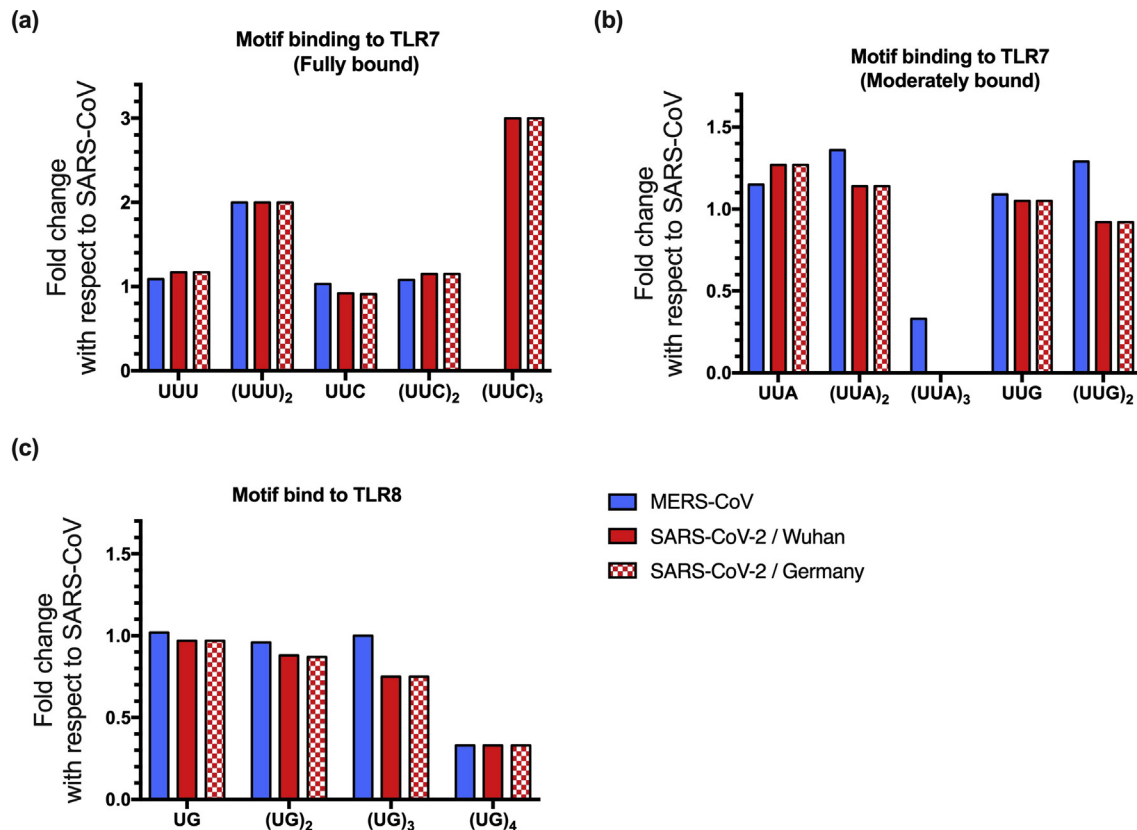 (a)
Motif binding to TLR7
(Fully bound)
Fold change
with respect to SARS-CoV
3
2
1
0
UUU
(UUU)2
UUC
(UUC)2
(UUC)3
(b)
Motif binding to TLR7
(Moderately bound)
Fold change
with respect to SARS-CoV
1.5
1.0
0.5
0.0
UUA
(UUA)2
(UUA)3
UUG
(UUG)2
(c)
Motif bind to TLR8
Fold change
with respect to SARS-CoV
1.5
1.0
0.5
0.0
UG
(UG)2
(UG)3
(UG)4
MERS-CoV
SARS-CoV-2 / Wuhan
SARS-CoV-2 / Germany